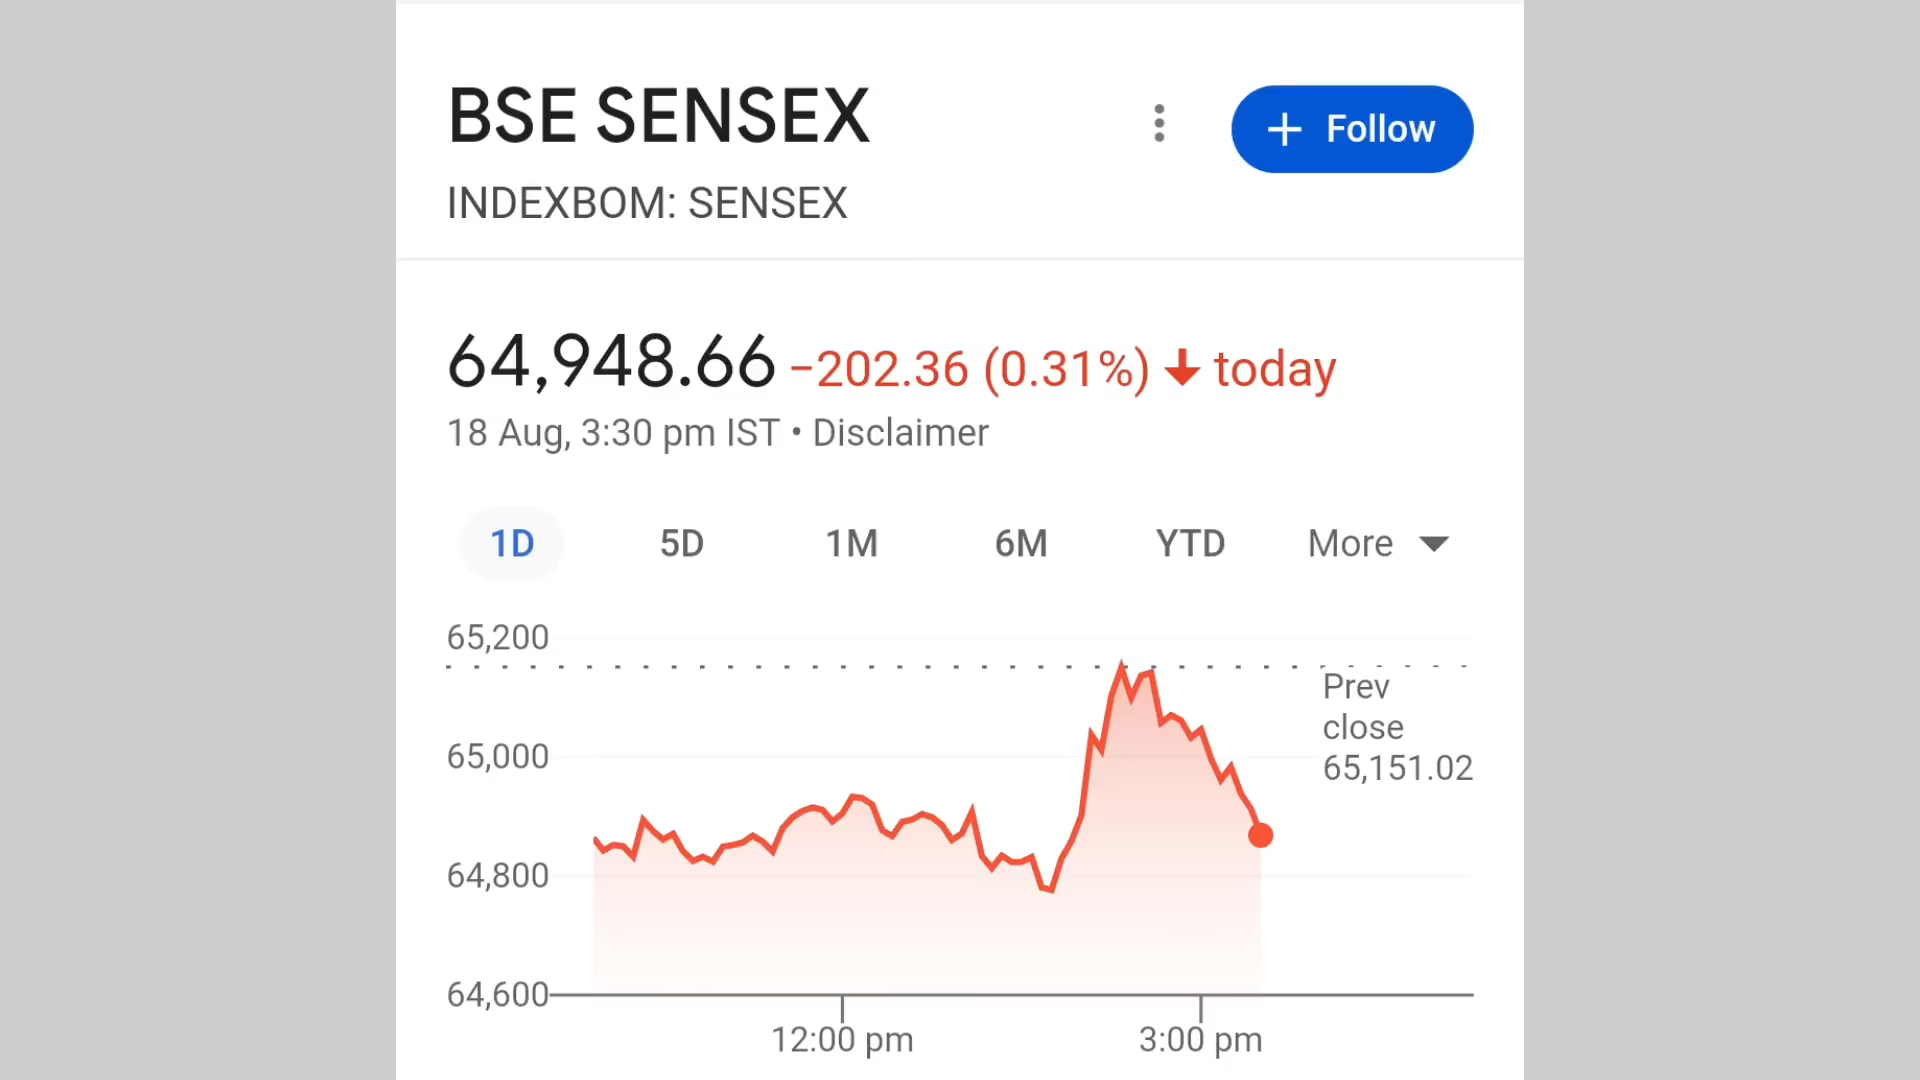 BSE SENSEX
+ Follow
INDEXBOM: SENSEX
64,948.66 −202.36 (0.31%) ↓ today
18 Aug, 3:30 pm IST • Disclaimer
1D 5D 1M 6M YTD More
65,200
Prev
close
65,151.02
65,000
64,800
64,600
12:00 pm 3:00 pm